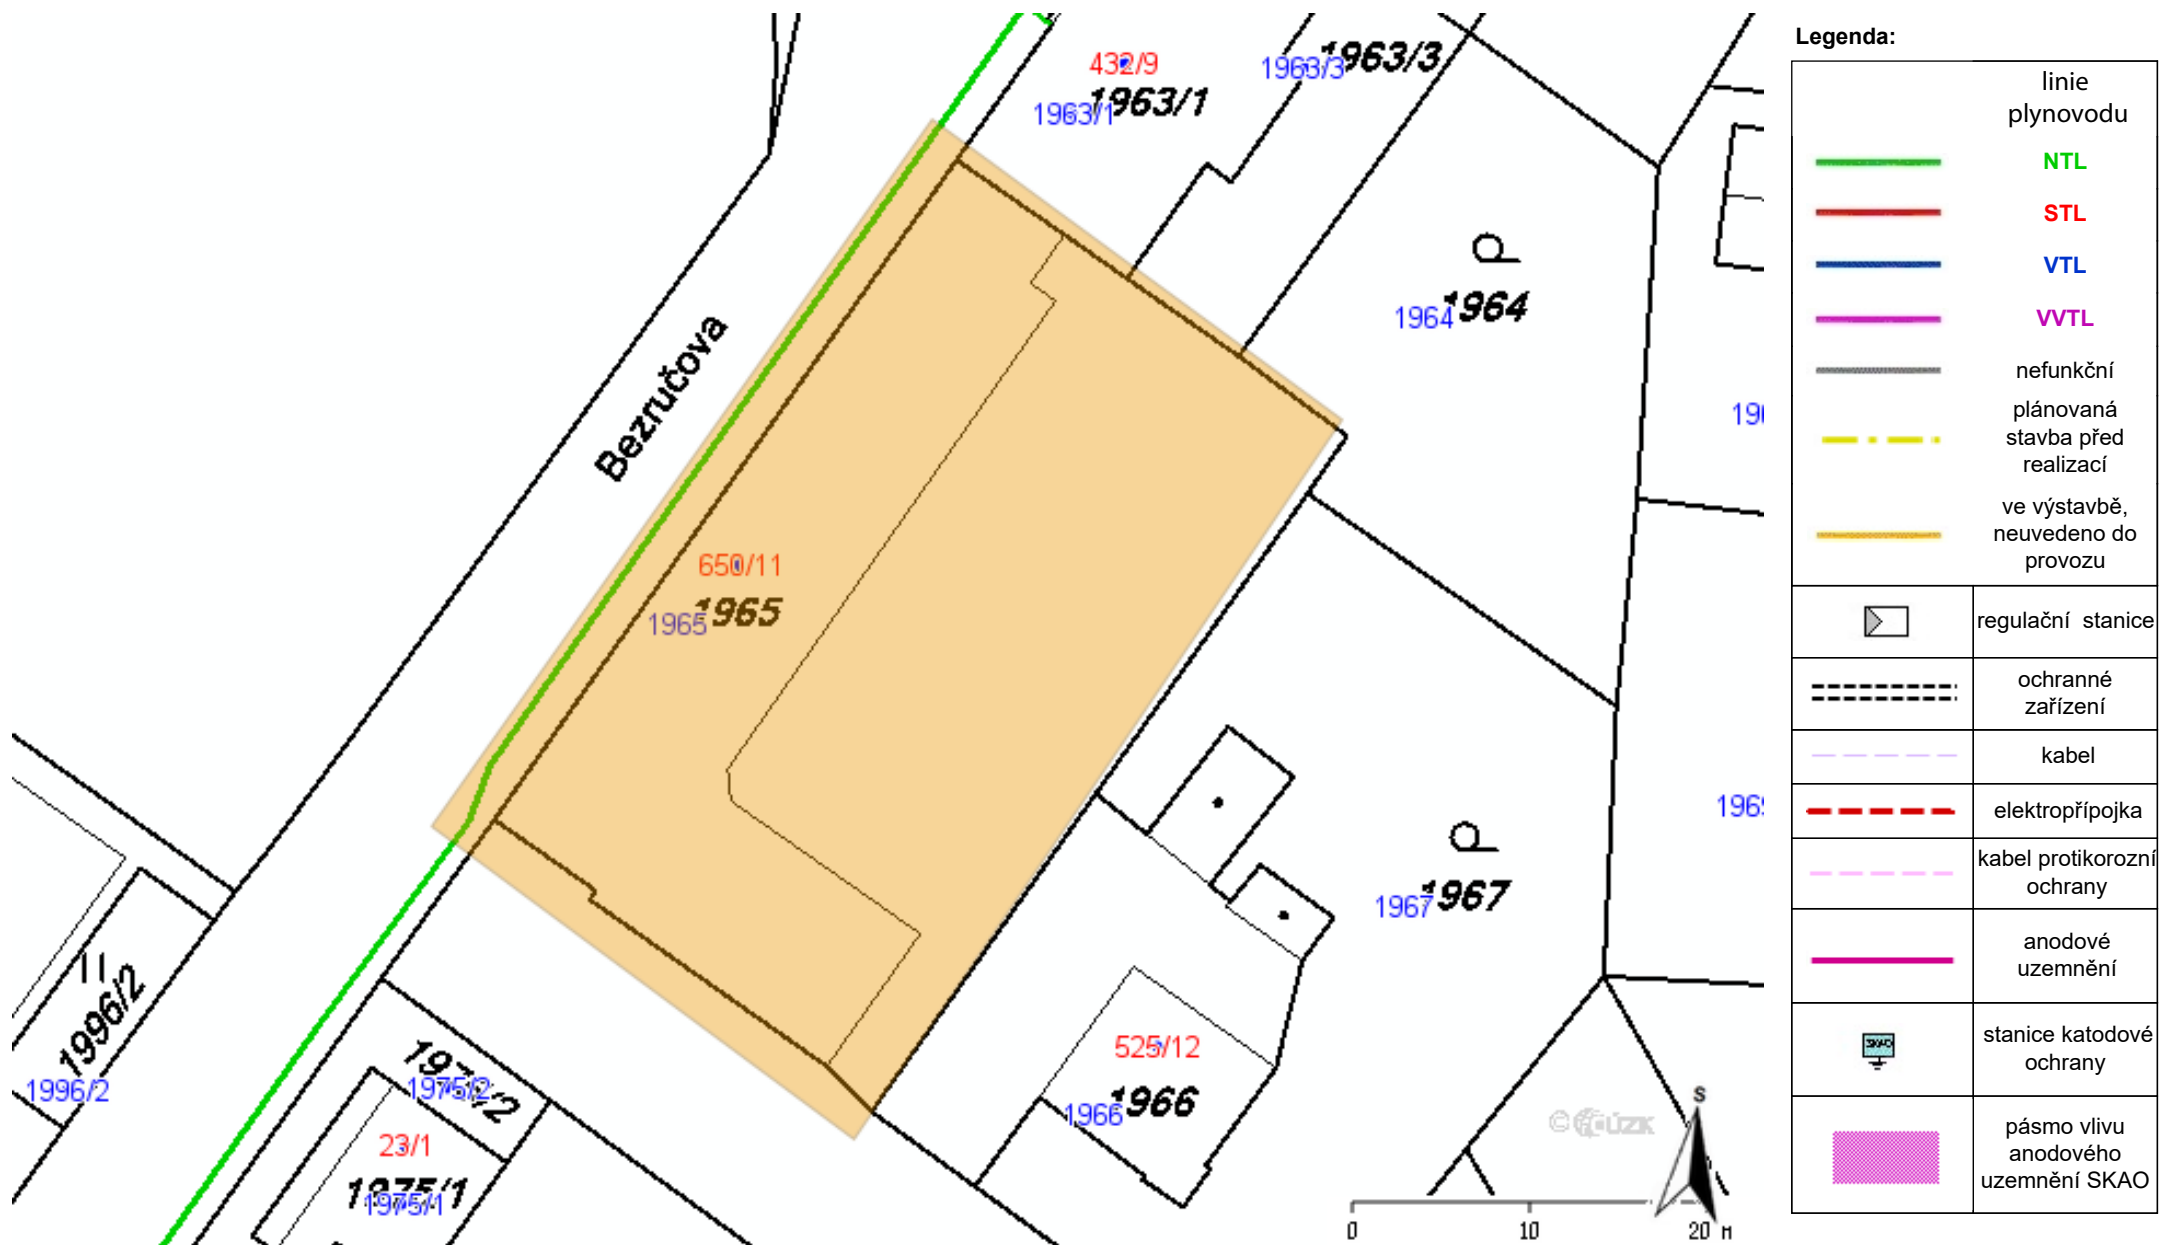 432/9
1963/1
1963/1
1963/3
1963/3
1964
1964
Bezručova
650/11
1965
1965
1967
1967
525/12
1966
1966
1996/2
1996/2
1975/2
23/1
1975/1
1975/1
S
0 10 20 M
Legenda:
linie
plynovodu
NTL
STL
VTL
VVTL
nefunkční
plánovaná
stavba před
realizací
ve výstavbě,
neuvedeno do
provozu
regulační stanice
ochranné
zařízení
kabel
elektropřípojka
kabel protikorozní
ochrany
anodové
uzemnění
SKAO
stanice katodové
ochrany
pásmo vlivu
anodového
uzemnění SKAO